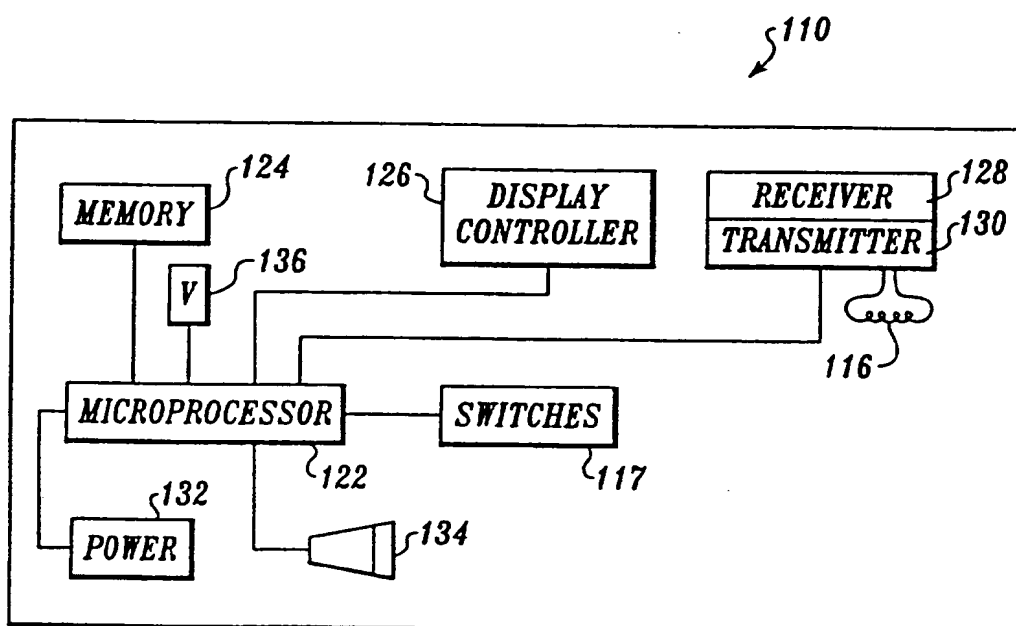 110
MEMORY
124
126
DISPLAY
CONTROLLER
RECEIVER
128
TRANSMITTER
130
V
136
116
MICROPROCESSOR
122
SWITCHES
117
132
POWER
134